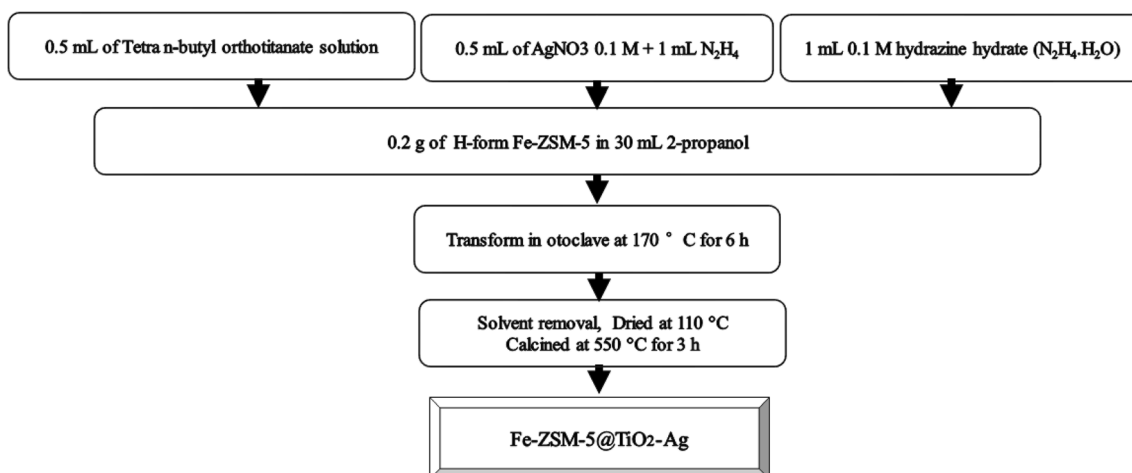 0.5 mL of Tetra n-butyl orthotitanate solution
0.5 mL of AgNO3 0.1 M + 1 mL N₂H₄
1 mL 0.1 M hydrazine hydrate (N₂H₄.H₂O)
0.2 g of H-form Fe-ZSM-5 in 30 mL 2-propanol
Transform in otoclave at 170 ° C for 6 h
Solvent removal, Dried at 110 °C
Calcined at 550 °C for 3 h
Fe-ZSM-5@TiO₂-Ag